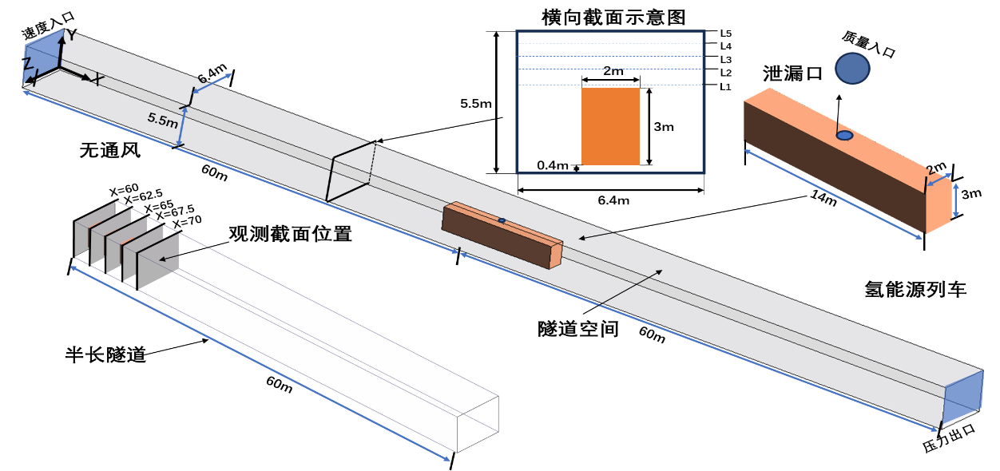 速度入口
Y
Z
X
6.4m
5.5m
无通风
60m
横向截面示意图
L5
L4
L3
L2
L1
2m
5.5m
3m
0.4m
6.4m
质量入口
泄漏口
2m
3m
14m
氢能源列车
X=60
X=62.5
X=65
X=67.5
X=70
观测截面位置
半长隧道
60m
隧道空间
60m
压力出口